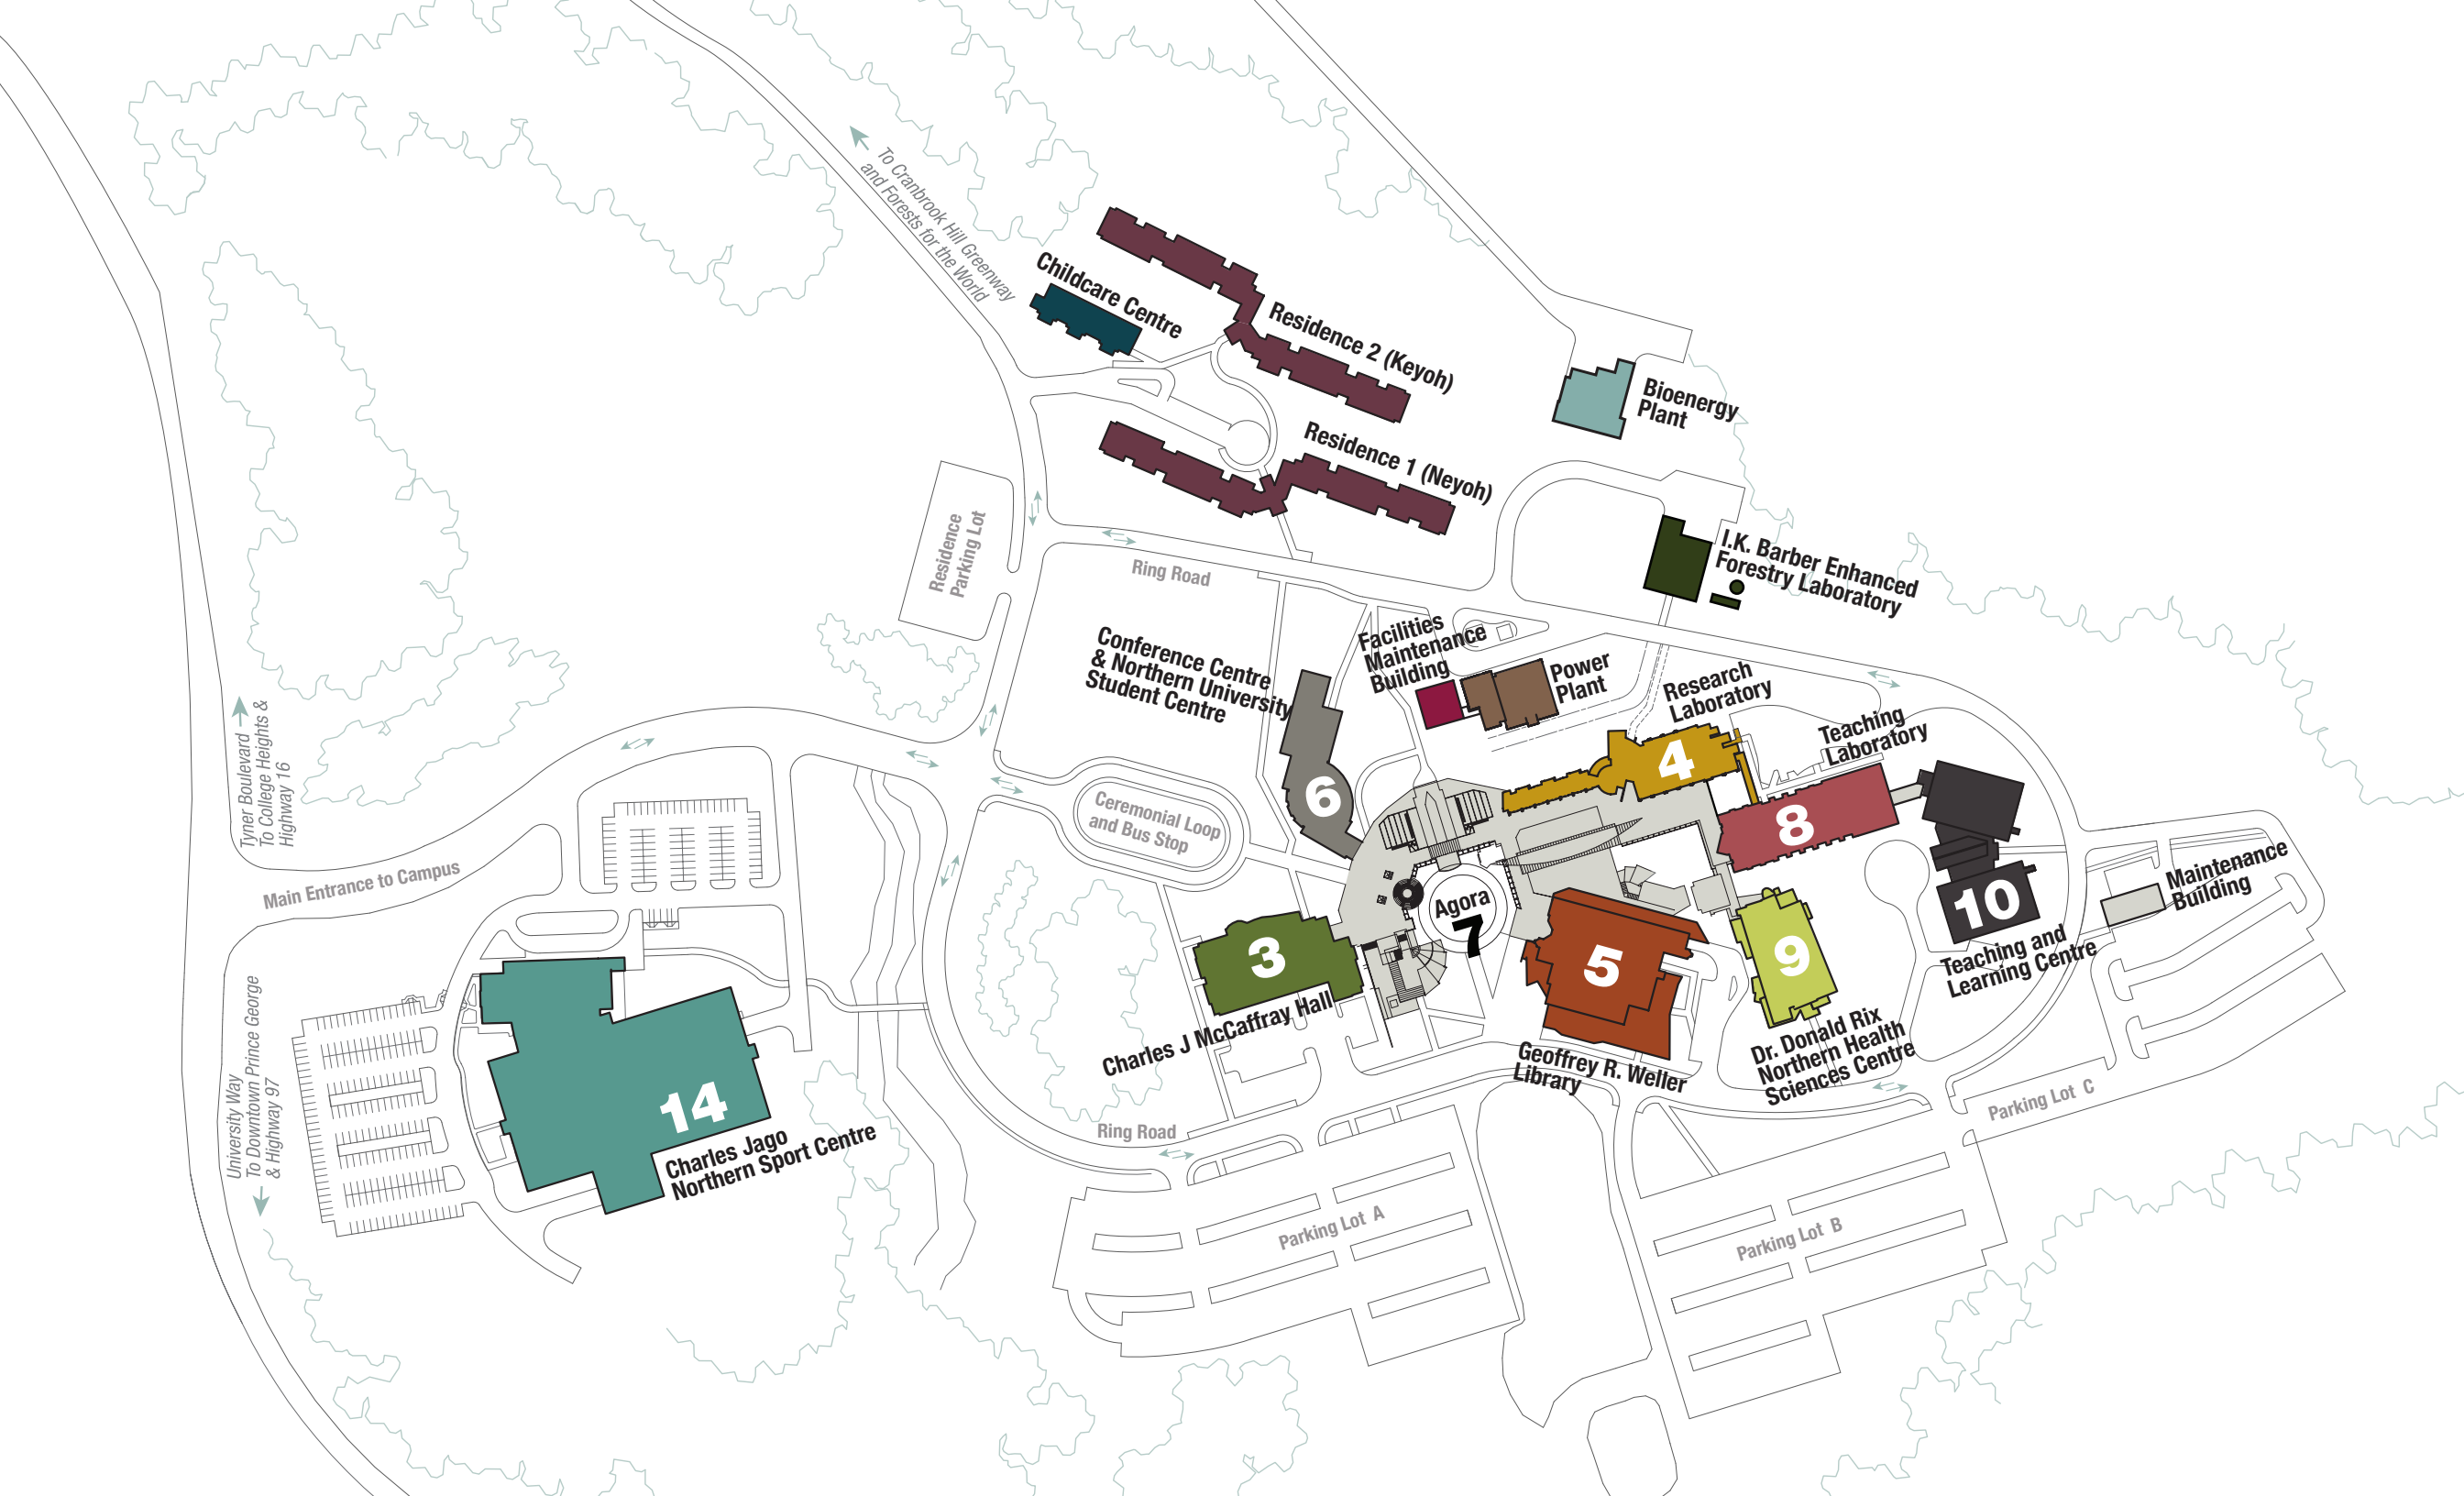 To Cranbrook Hill Greenway
and Forests for the World
Childcare Centre
Residence 2 (Keyoh)
Bioenergy
Plant
Residence 1 (Neyoh)
Residence
Parking Lot
Ring Road
I.K. Barber Enhanced
Forestry Laboratory
Conference Centre
& Northern University
Student Centre
Facilities
Maintenance
Building
Power
Plant
Research
Laboratory
Teaching
Laboratory
Tyner Boulevard
To College Heights &
Highway 16
Main Entrance to Campus
Ceremonial Loop
and Bus Stop
6
4
8
Agora
7
3
5
9
10
Maintenance
Building
Teaching and
Learning Centre
Charles J McCaffray Hall
Geoffrey R. Weller
Library
Dr. Donald Rix
Northern Health
Sciences Centre
University Way
To Downtown Prince George
& Highway 97
14
Charles Jago
Northern Sport Centre
Ring Road
Parking Lot A
Parking Lot B
Parking Lot C